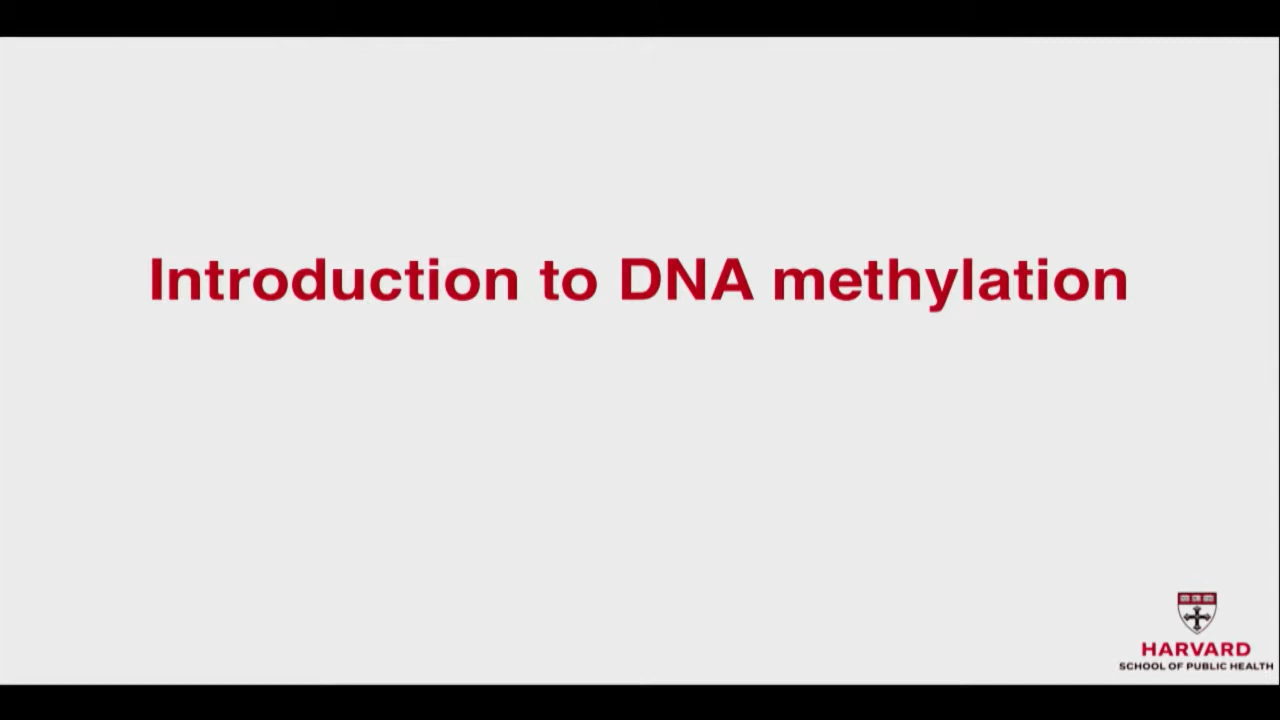 Introduction to DNA methylation
HARVARD
SCHOOL OF PUBLIC HEALTH